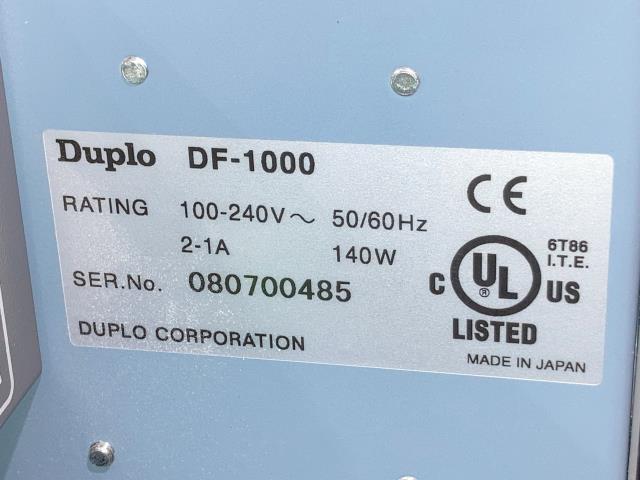 Duplo DF-1000
RATING 100-240V～ 50/60Hz
2-1A 140W
SER.No. 080700485
DUPLO CORPORATION
CE
C UL ® US
6T86
I.T.E.
LISTED
MADE IN JAPAN